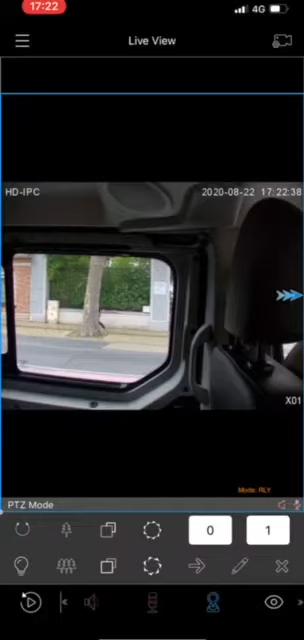 17:22
4G
Live View
HD-IPC
2020-08-22 17:22:38
X01
Mode: RLY
PTZ Mode
0
1